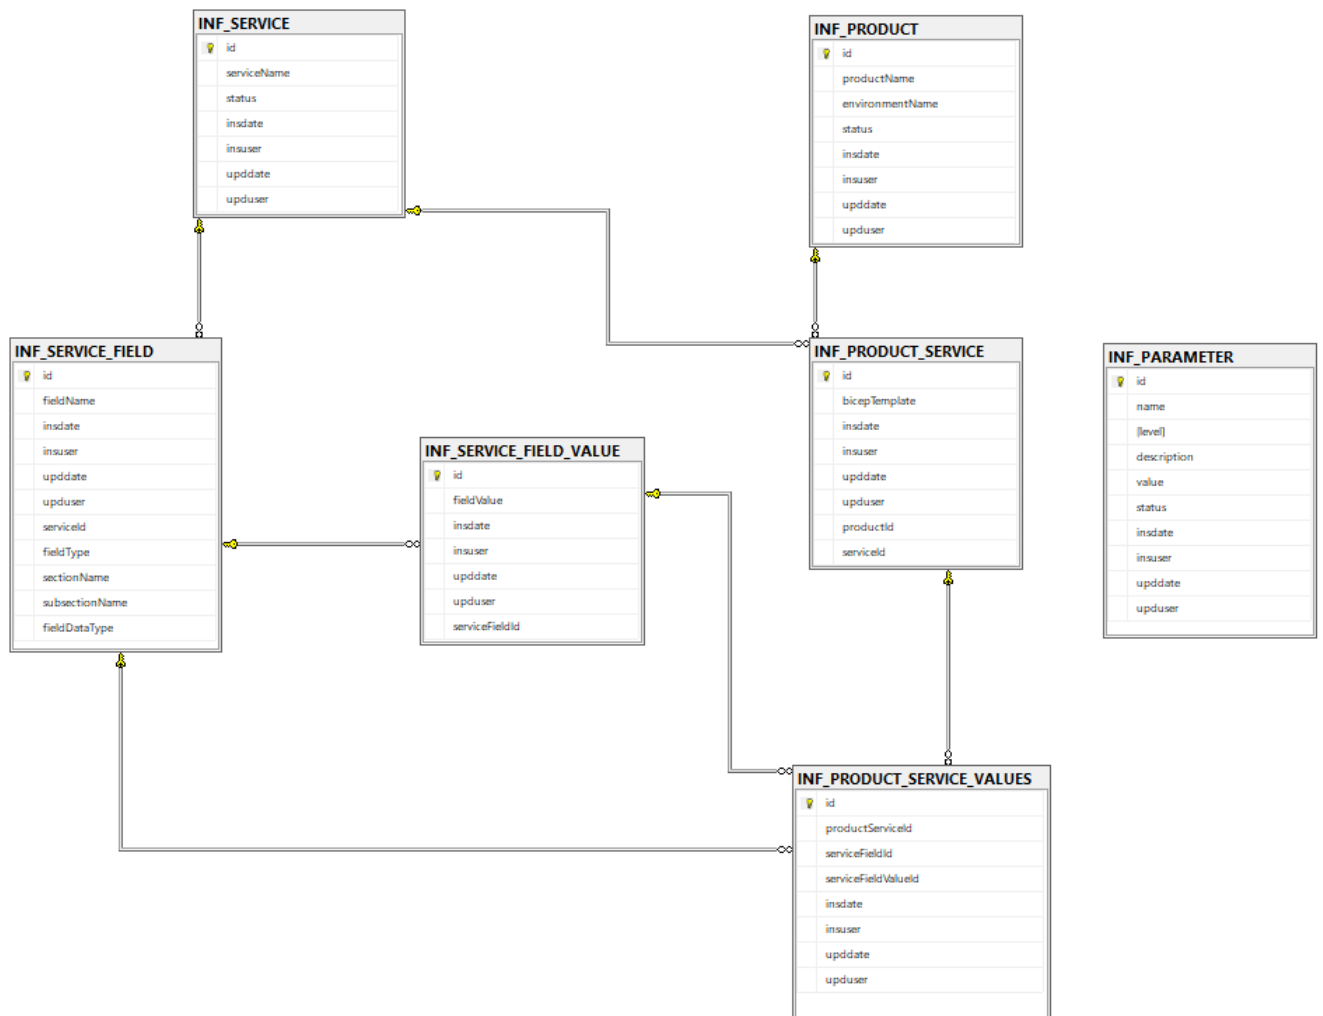 INF_SERVICE
id
serviceName
status
insdate
insuser
upddate
upduser
INF_PRODUCT
id
productName
environmentName
status
insdate
insuser
upddate
upduser
INF_SERVICE_FIELD
id
fieldName
insdate
insuser
upddate
upduser
serviceId
fieldType
sectionName
subsectionName
fieldDataType
INF_SERVICE_FIELD_VALUE
id
fieldValue
insdate
insuser
upddate
upduser
serviceFieldId
INF_PRODUCT_SERVICE
id
bicepTemplate
insdate
insuser
upddate
upduser
productId
serviceId
INF_PARAMETER
id
name
[level]
description
value
status
insdate
insuser
upddate
upduser
INF_PRODUCT_SERVICE_VALUES
id
productServiceId
serviceFieldId
serviceFieldValueId
insdate
insuser
upddate
upduser